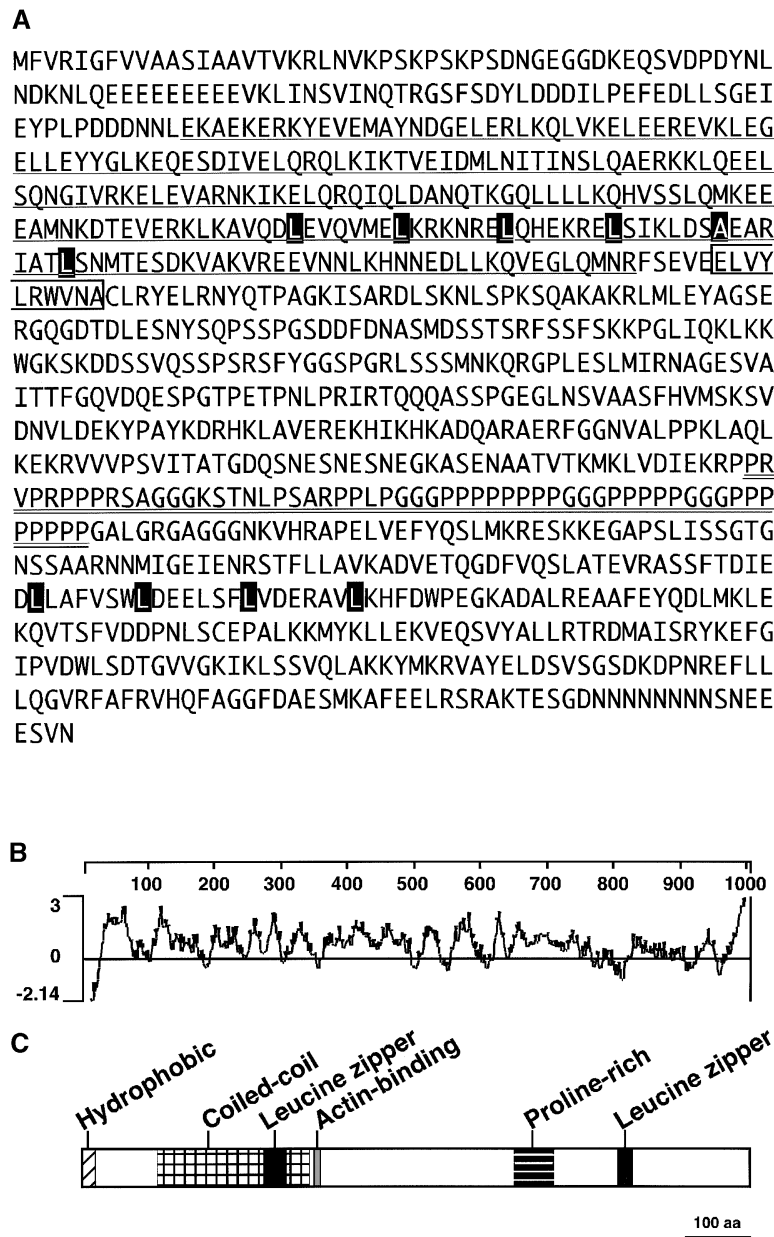 A
MFVRIGFVVAASIAAVTVKRLNVKPSKPSKPSDNGEGGDKEQSVDPDYNL
NDKNLQEEEEEEEEEVKLINSVINQTRGSFSDYLDDDILPEFEDLLSGEI
EYPLPDDDNNLEKAEKERKYEVEMAYNDGELERLKQLVKELEEREVKLEG
ELLEYYGLKEQESDIVELQRQLKIKTVEIDMLNITINSLQAERKKLQEEL
SQNGIVRKELEVARNKIKELQRQIQLDANQTKGQLLLLKQHVSSLQMKEE
EAMNKDTEVERKLKAVQDLEVQVMELKRKNRELQHEKRELSIKLDSAEAR
IATLSNMTESDKVAKVREEVNNLKHNNEDLLKQVEGLQMNRFSEVEELVY
LRWVNACLRYELRNYQTPAGKISARDLSKNLSPKSQAKAKRLMLEYAGSE
RGQGDTDLESNYSQPSSPGSDDFDNASMDSSTSRFSSFSKKPGLIQKLKK
WGKSKDDSSVQSSPSRSFYGGSPGRLSSSMNKQRGPLESLMIRNAGESVA
ITTFGQVDQESPGTPETPNLPRIRTQQQASSPGEGLNSVAASFHVMSKSV
DNVLDEKYPAYKDRHKLAVEREKHIKHKADQARAERFGGNVALPPKLAQL
KEKRVVVPSVITATGDQSNESNESNEGKASENAATVTKMKLVDIEKRPPR
VPRPPPRSAGGGKSTNLPSARPPLPGGGPPPPPPPPGGGPPPPPGGGPPP
PPPPPGALGRGAGGGNKVHRAPELVEFYQSLMKRESKKEGAPSLISSGTG
NSSAARNNMIGEIENRSTFLLAVKADVETQGDFVQSLATEVRASSFTDIE
DLLAFVSWLDEELSFLVDERAVLKHFDWPEGKADALREAAFEYQDLMKLE
KQVTSFVDDPNLSCEPALKKMYKLLEKVEQSVYALLRTRDMAISRYKEFG
IPVDWLSDTGVVGKIKLSSVQLAKKYMKRVAYELDSVSGSDKDPNREFLL
LQGVRFAFRVHQFAGGFDAESMKAFEELRSRAKTESGDNNNNNNNNNSNEE
ESVN
B
100 200 300 400 500 600 700 800 900 1000
3
0
-2.14
C
Hydrophobic
Coiled-coil
Leucine zipper
Actin-binding
Proline-rich
Leucine zipper
100 aa